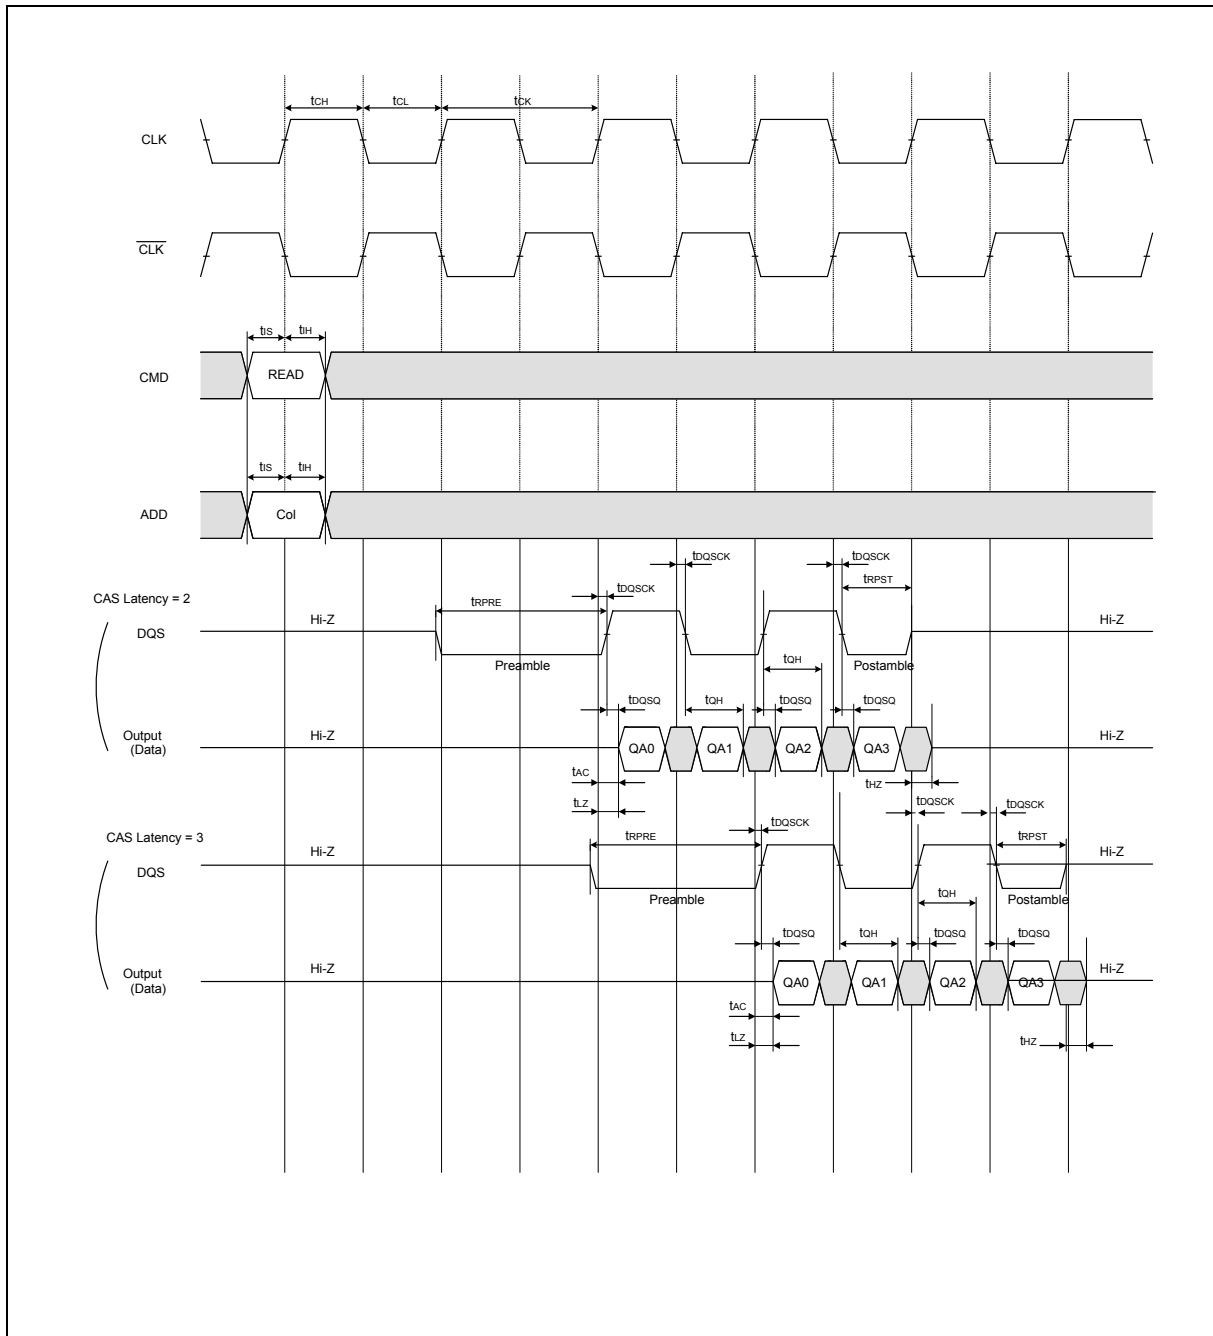 tCH tCL tCK
CLK
CLK
tIS tIH
CMD READ
tIS tIH
ADD Col
tDQSCK tDQSCK
tDQSCK tRPST
CAS Latency = 2 tRPRE
DQS Hi-Z Hi-Z
Preamble Postamble
tQH
tDQSQ tQH tDQSQ tDQSQ
Output
(Data) Hi-Z QA0 QA1 QA2 QA3 Hi-Z
tAC tHZ
tLZ tDQSCK tDQSCK
tDQSCK
CAS Latency = 3 tRPRE tRPST
DQS Hi-Z Hi-Z
Preamble Postamble
tQH
tDQSQ tQH tDQSQ tDQSQ
Output
(Data) Hi-Z QA0 QA1 QA2 QA3 Hi-Z
tAC
tLZ tHZ